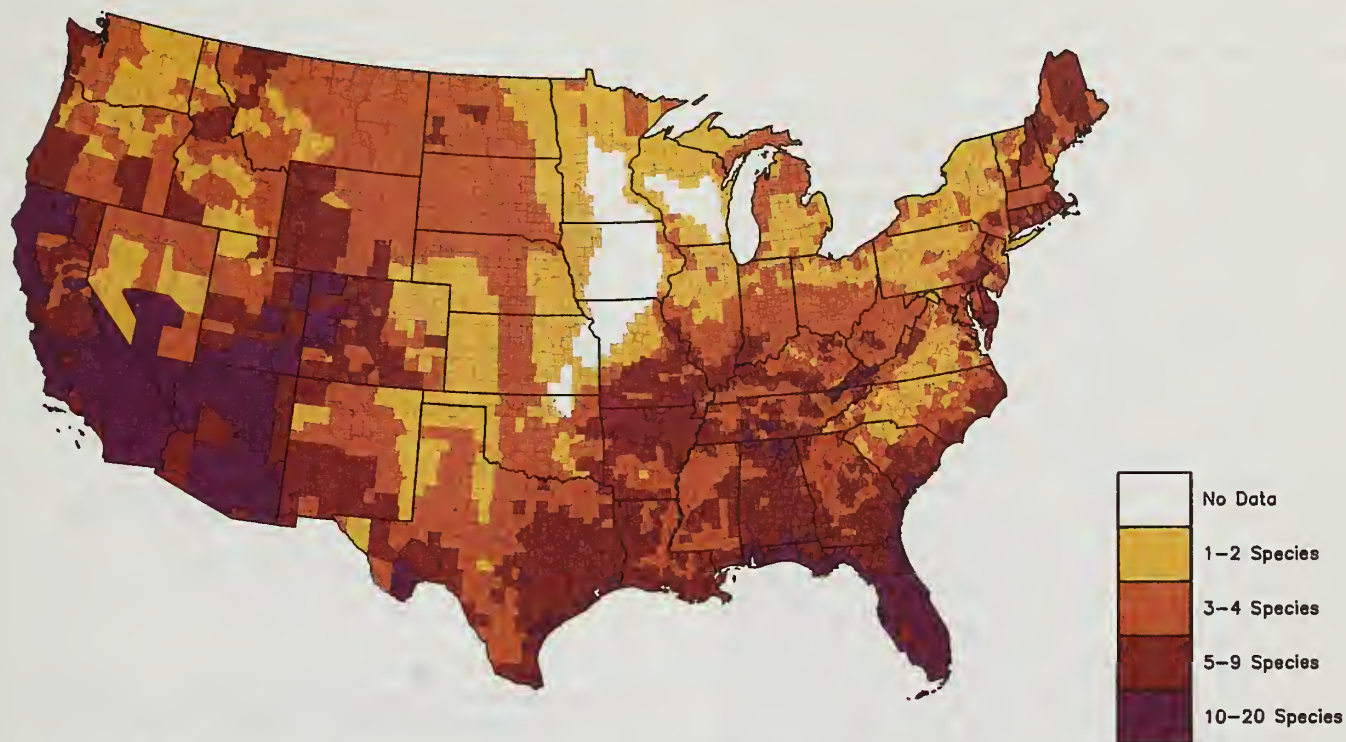 No Data
1–2 Species
3–4 Species
5–9 Species
10–20 Species